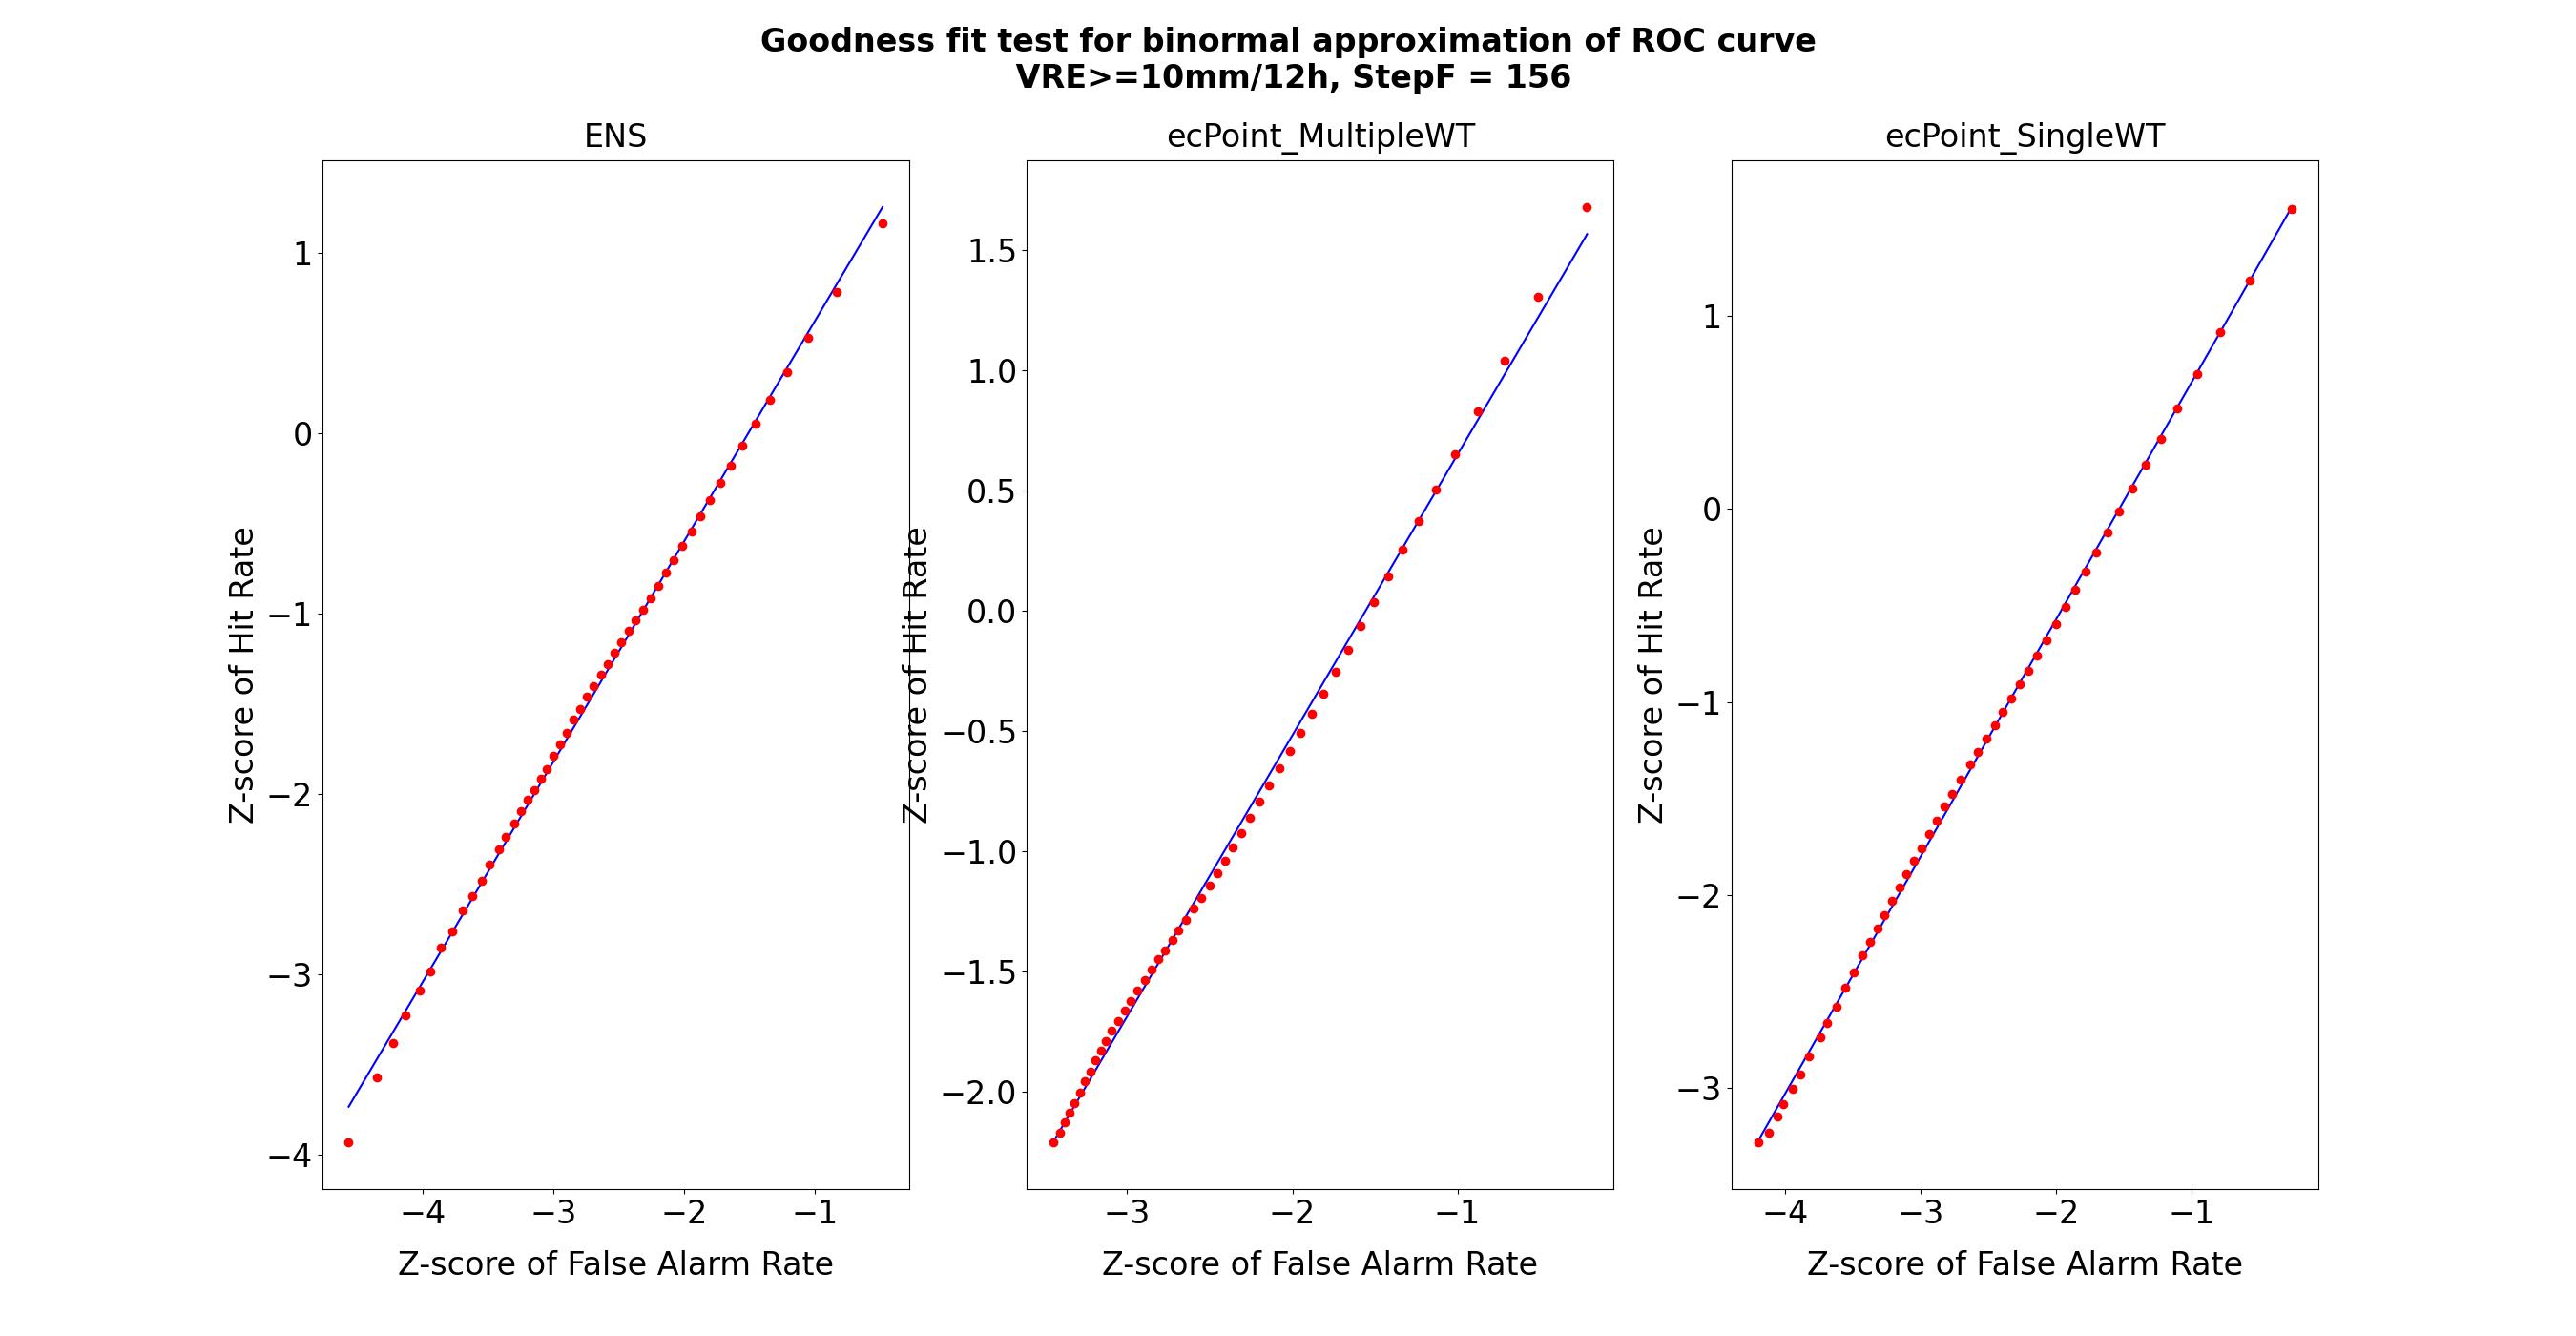 Goodness fit test for binormal approximation of ROC curve
VRE>=10mm/12h, StepF = 156
ENS
1
0
−1
−2
−3
−4
Z-score of Hit Rate
−4 −3 −2 −1
Z-score of False Alarm Rate
ecPoint_MultipleWT
1.5
1.0
0.5
0.0
−0.5
−1.0
−1.5
−2.0
Z-score of Hit Rate
−3 −2 −1
Z-score of False Alarm Rate
ecPoint_SingleWT
1
0
−1
−2
−3
Z-score of Hit Rate
−4 −3 −2 −1
Z-score of False Alarm Rate